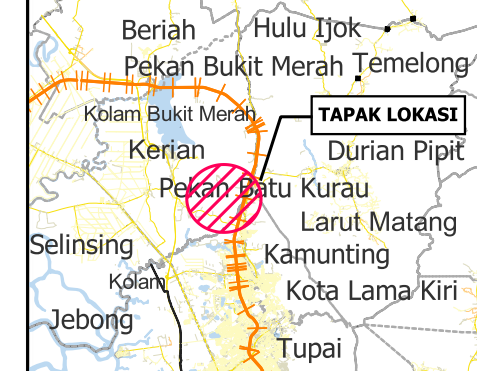 Beriah
Hulu Ijok
Pekan Bukit Merah
Temelong
Kolam Bukit Merah
TAPAK LOKASI
Kerian
Durian Pipit
Pekan Batu Kurau
Larut Matang
Selinsing
Kamunting
Kolam
Kota Lama Kiri
Jebong
Tupai